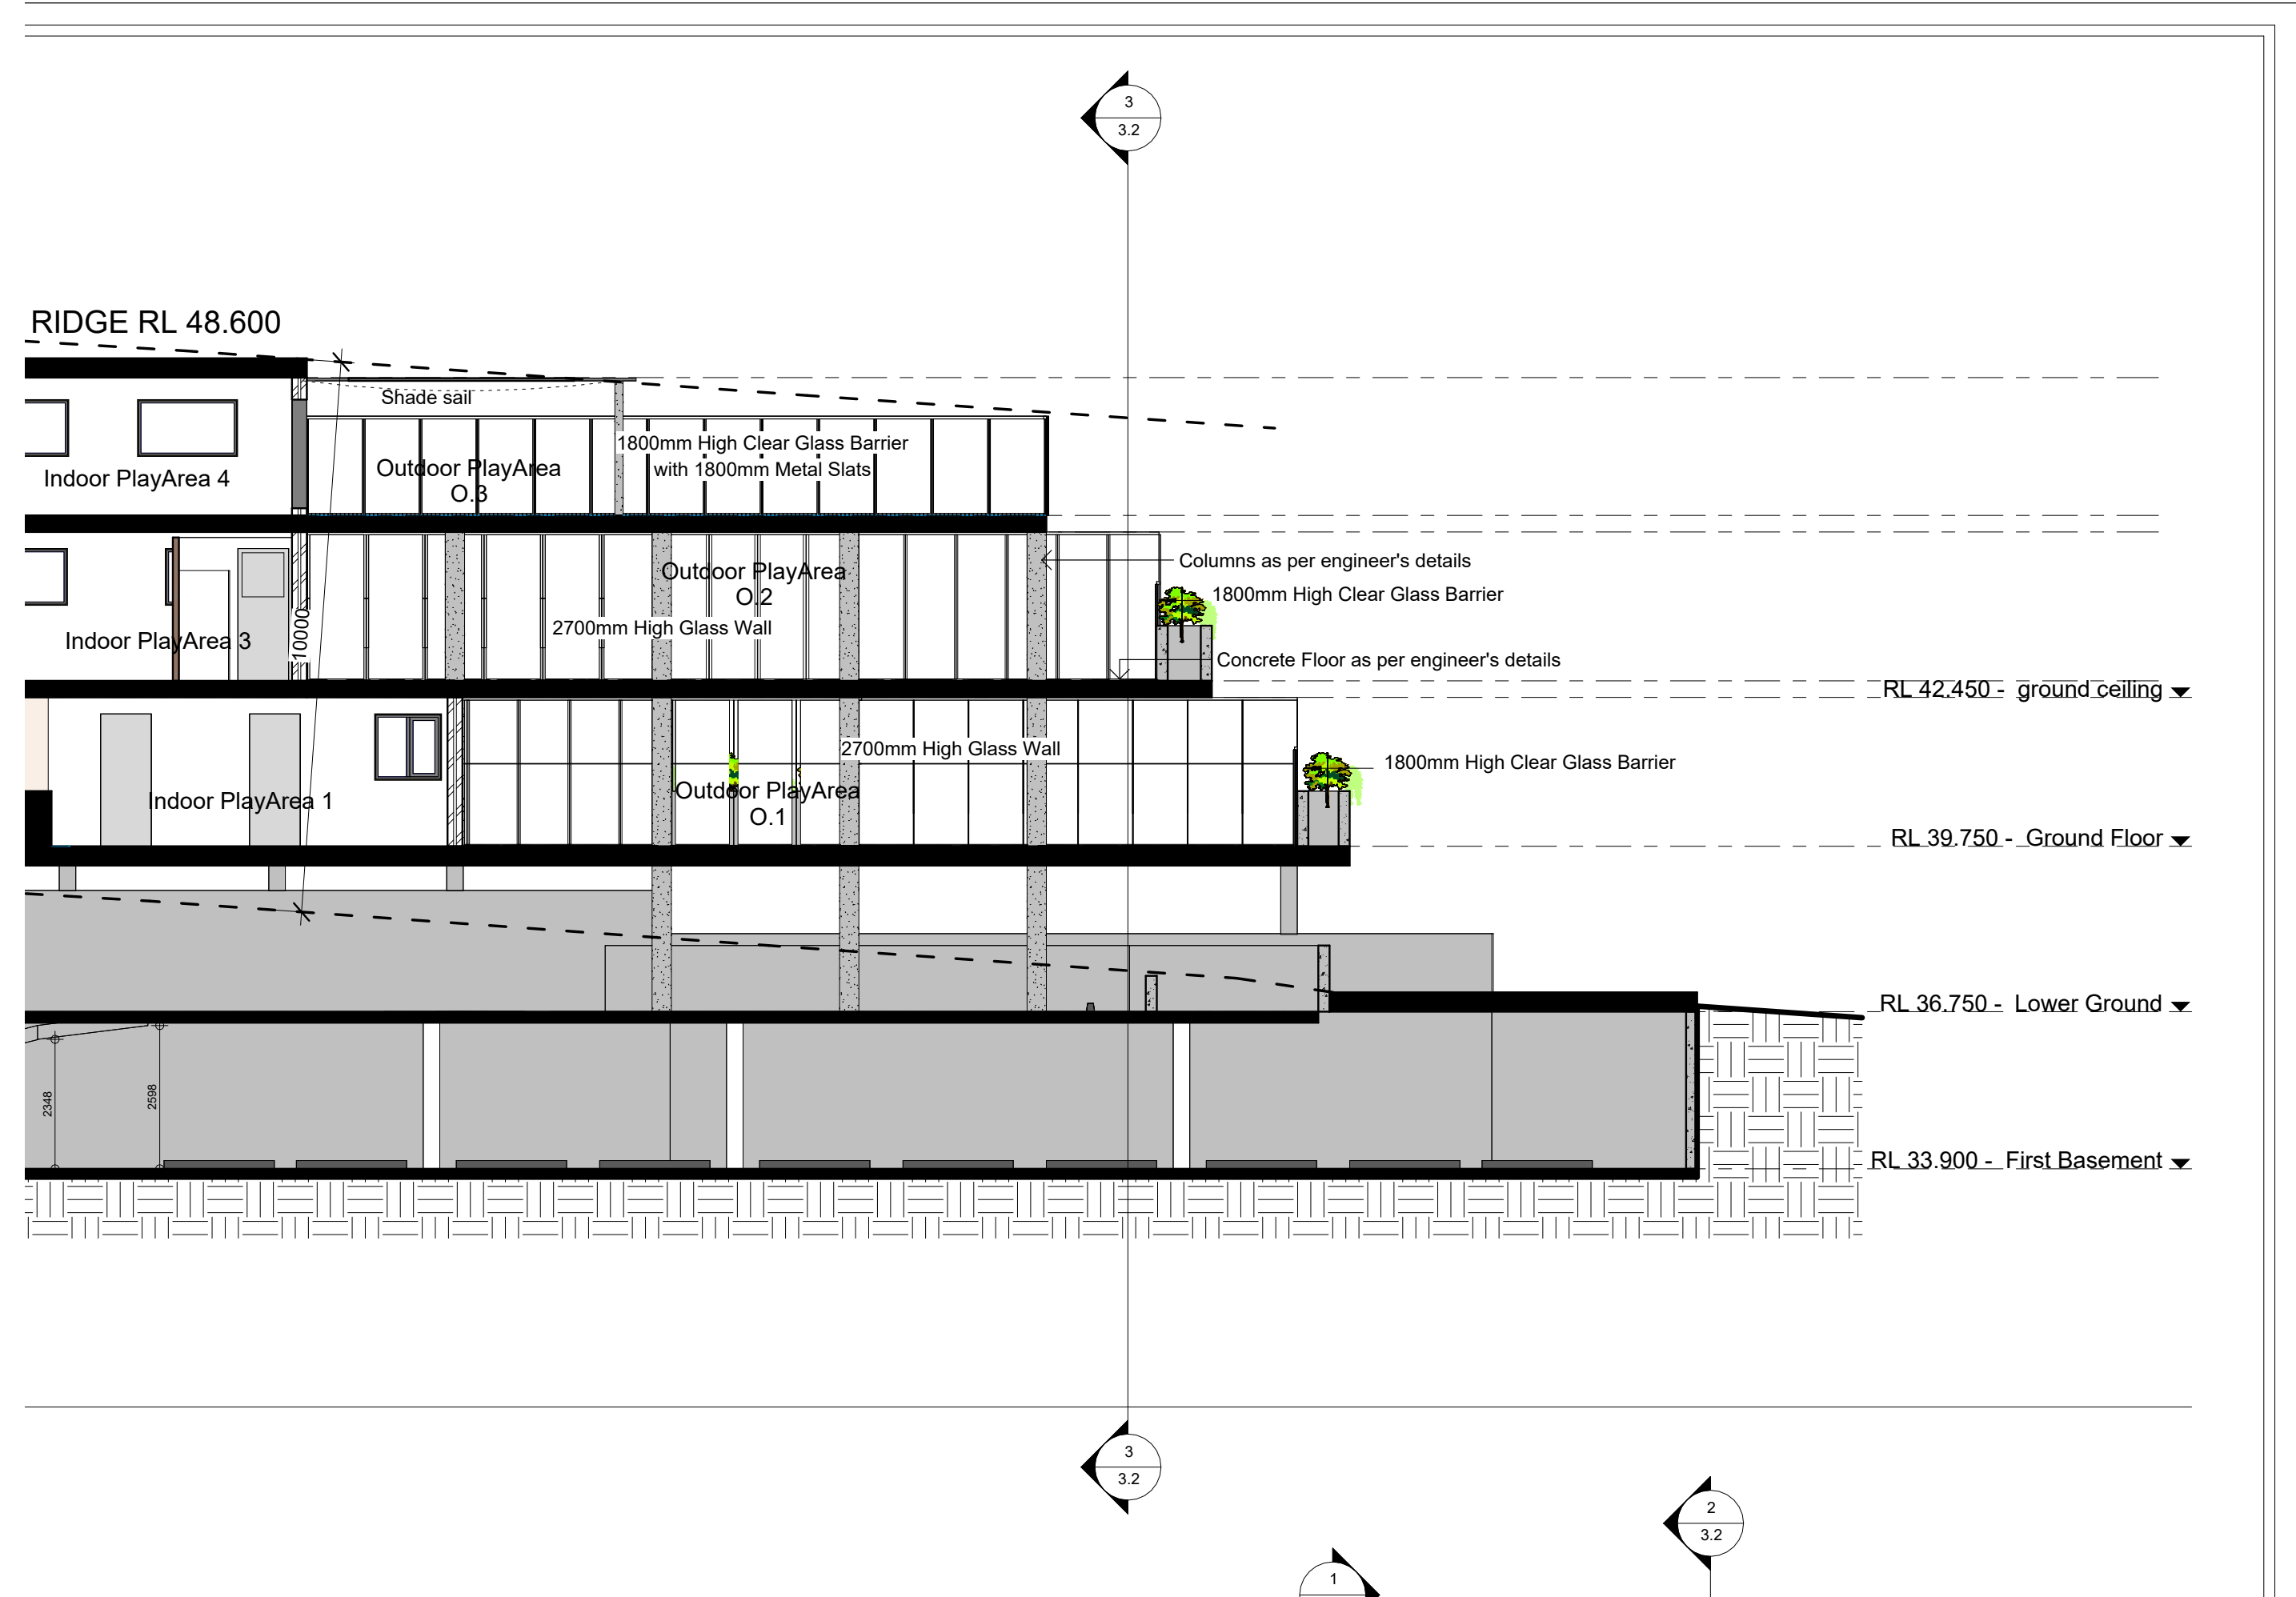 3
3.2
RIDGE RL 48.600
Shade sail
1800mm High Clear Glass Barrier
with 1800mm Metal Slats
Indoor PlayArea 4
Outdoor PlayArea
O.3
Columns as per engineer's details
Outdoor PlayArea
O.2
1800mm High Clear Glass Barrier
2700mm High Glass Wall
10000
Indoor PlayArea 3
Concrete Floor as per engineer's details
RL 42.450 - ground ceiling
2700mm High Glass Wall
1800mm High Clear Glass Barrier
Indoor PlayArea 1
Outdoor PlayArea
O.1
RL 39.750 - Ground Floor
RL 36.750 - Lower Ground
2348
2598
RL 33.900 - First Basement
3
3.2
2
3.2
1